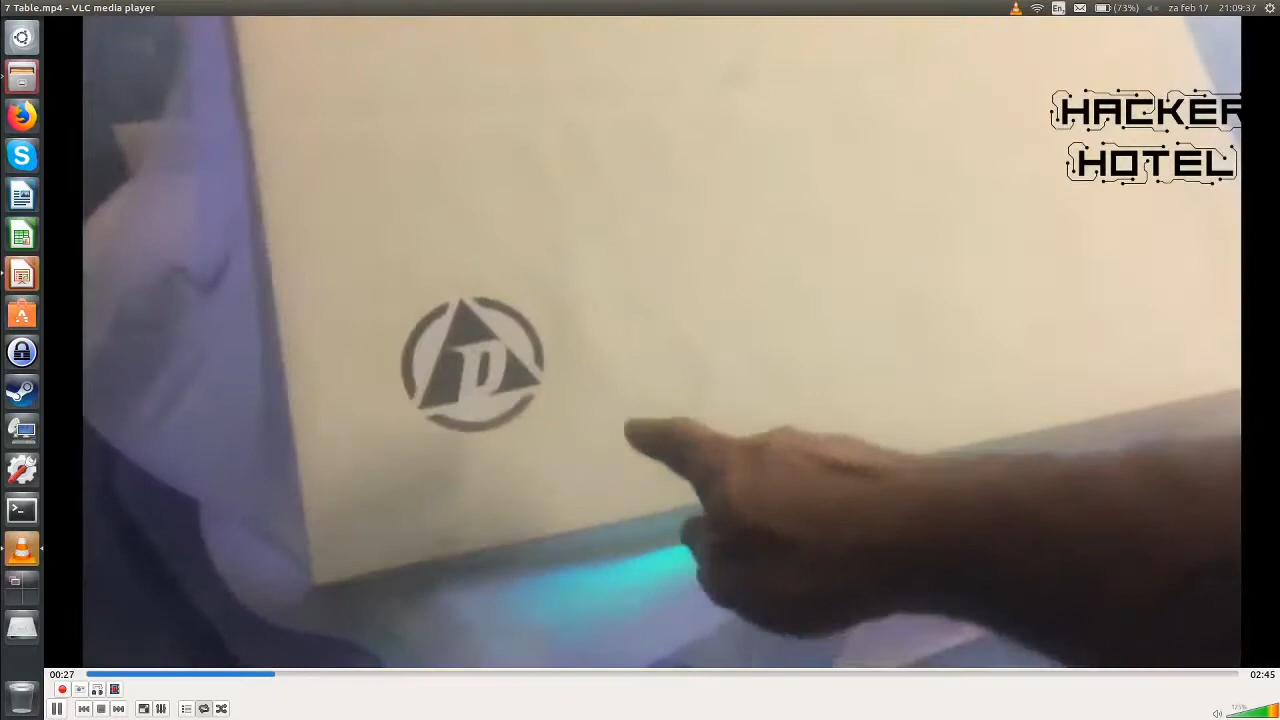 7 Table.mp4 - VLC media player
En
(73%)
za feb 17
21:09:37
HACKER
HOTEL
D
00:27
02:45
125%